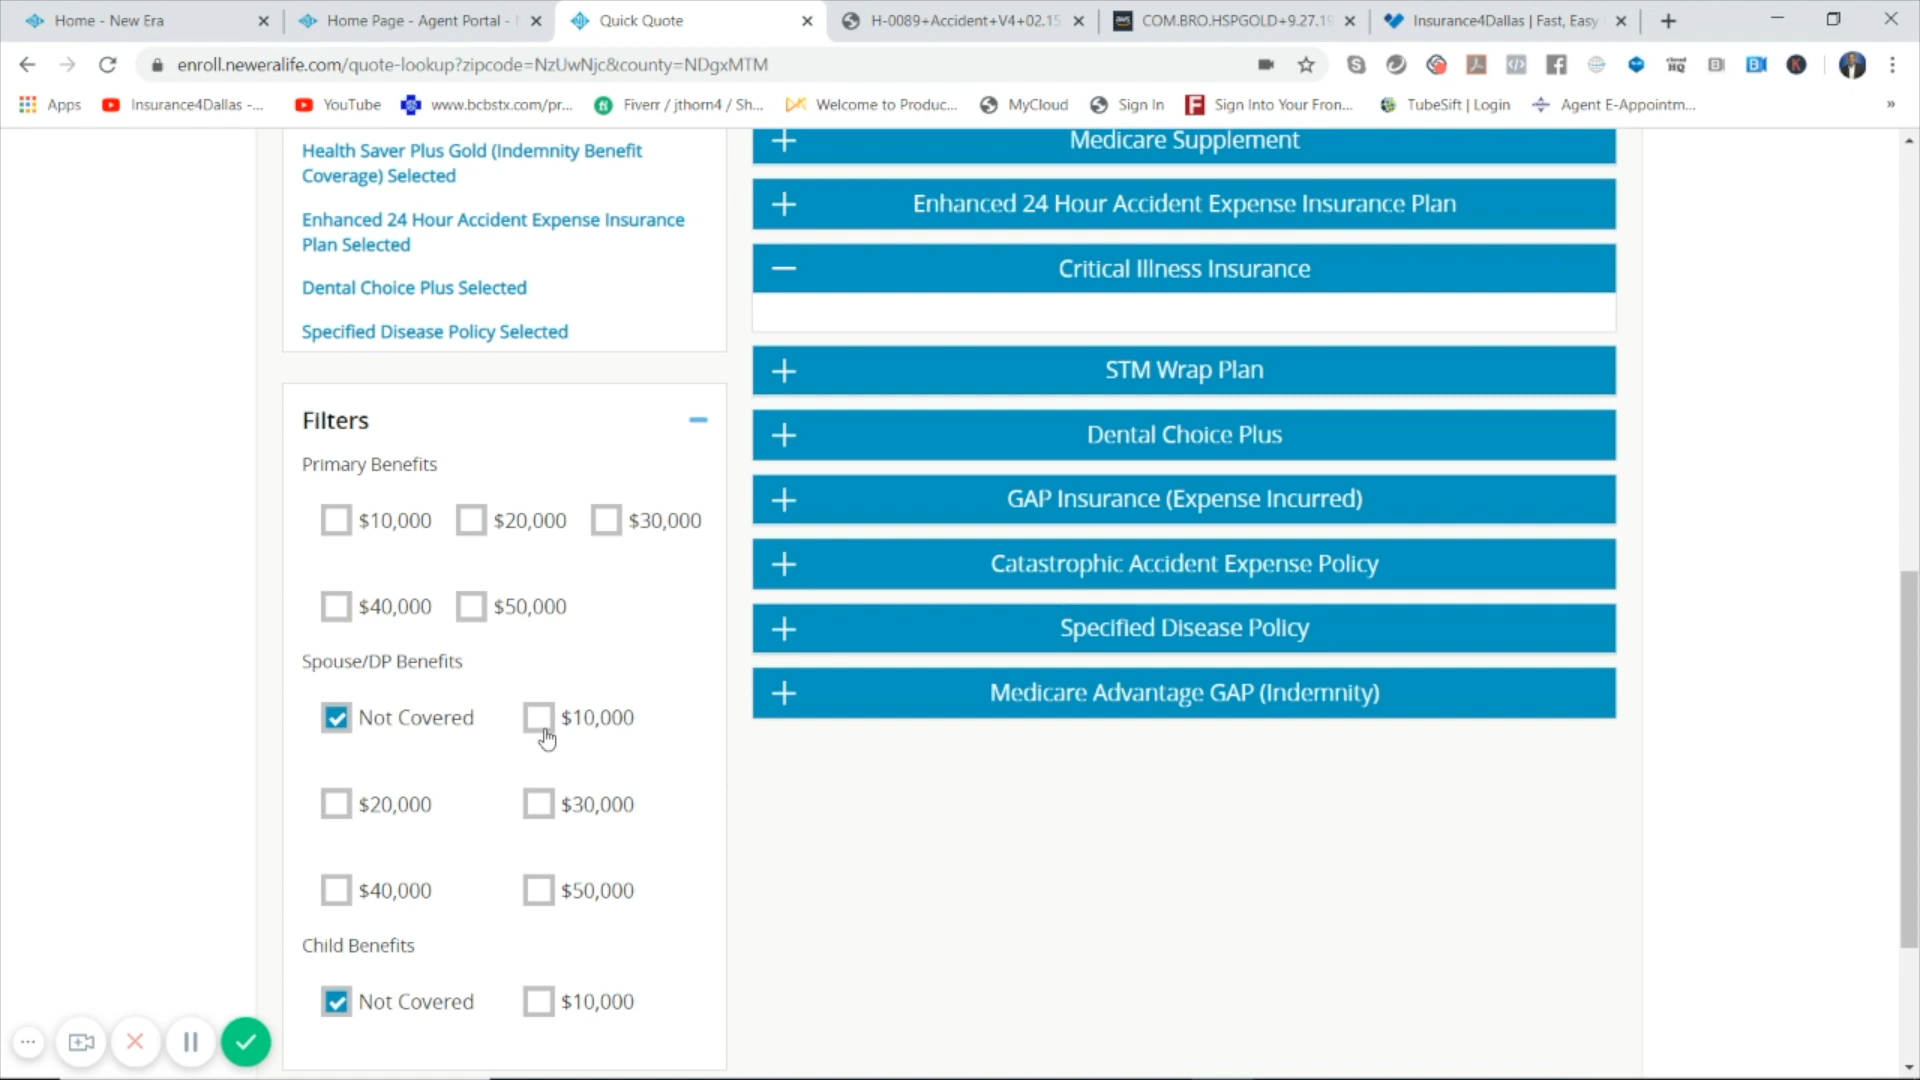 Home - New Era
Home Page - Agent Portal -
Quick Quote
H-0089+Accident+V4+02.15
COM.BRO.HSPGOLD+9.27.19
Insurance4Dallas | Fast, Easy
enroll.neweralife.com/quote-lookup?zipcode=NzUwNjc&county=NDgxMTM
Apps
Insurance4Dallas -...
YouTube
www.bcbstx.com/pr...
Fiverr / jthorn4 / Sh...
Welcome to Produc...
MyCloud
Sign In
Sign Into Your Fron...
TubeSift | Login
Agent E-Appointm...
»
Health Saver Plus Gold (Indemnity Benefit
Coverage) Selected
Enhanced 24 Hour Accident Expense Insurance
Plan Selected
Dental Choice Plus Selected
Specified Disease Policy Selected
Filters
Primary Benefits
$10,000 $20,000 $30,000
$40,000 $50,000
Spouse/DP Benefits
Not Covered $10,000
$20,000 $30,000
$40,000 $50,000
Child Benefits
Not Covered $10,000
Medicare Supplement
Enhanced 24 Hour Accident Expense Insurance Plan
Critical Illness Insurance
STM Wrap Plan
Dental Choice Plus
GAP Insurance (Expense Incurred)
Catastrophic Accident Expense Policy
Specified Disease Policy
Medicare Advantage GAP (Indemnity)